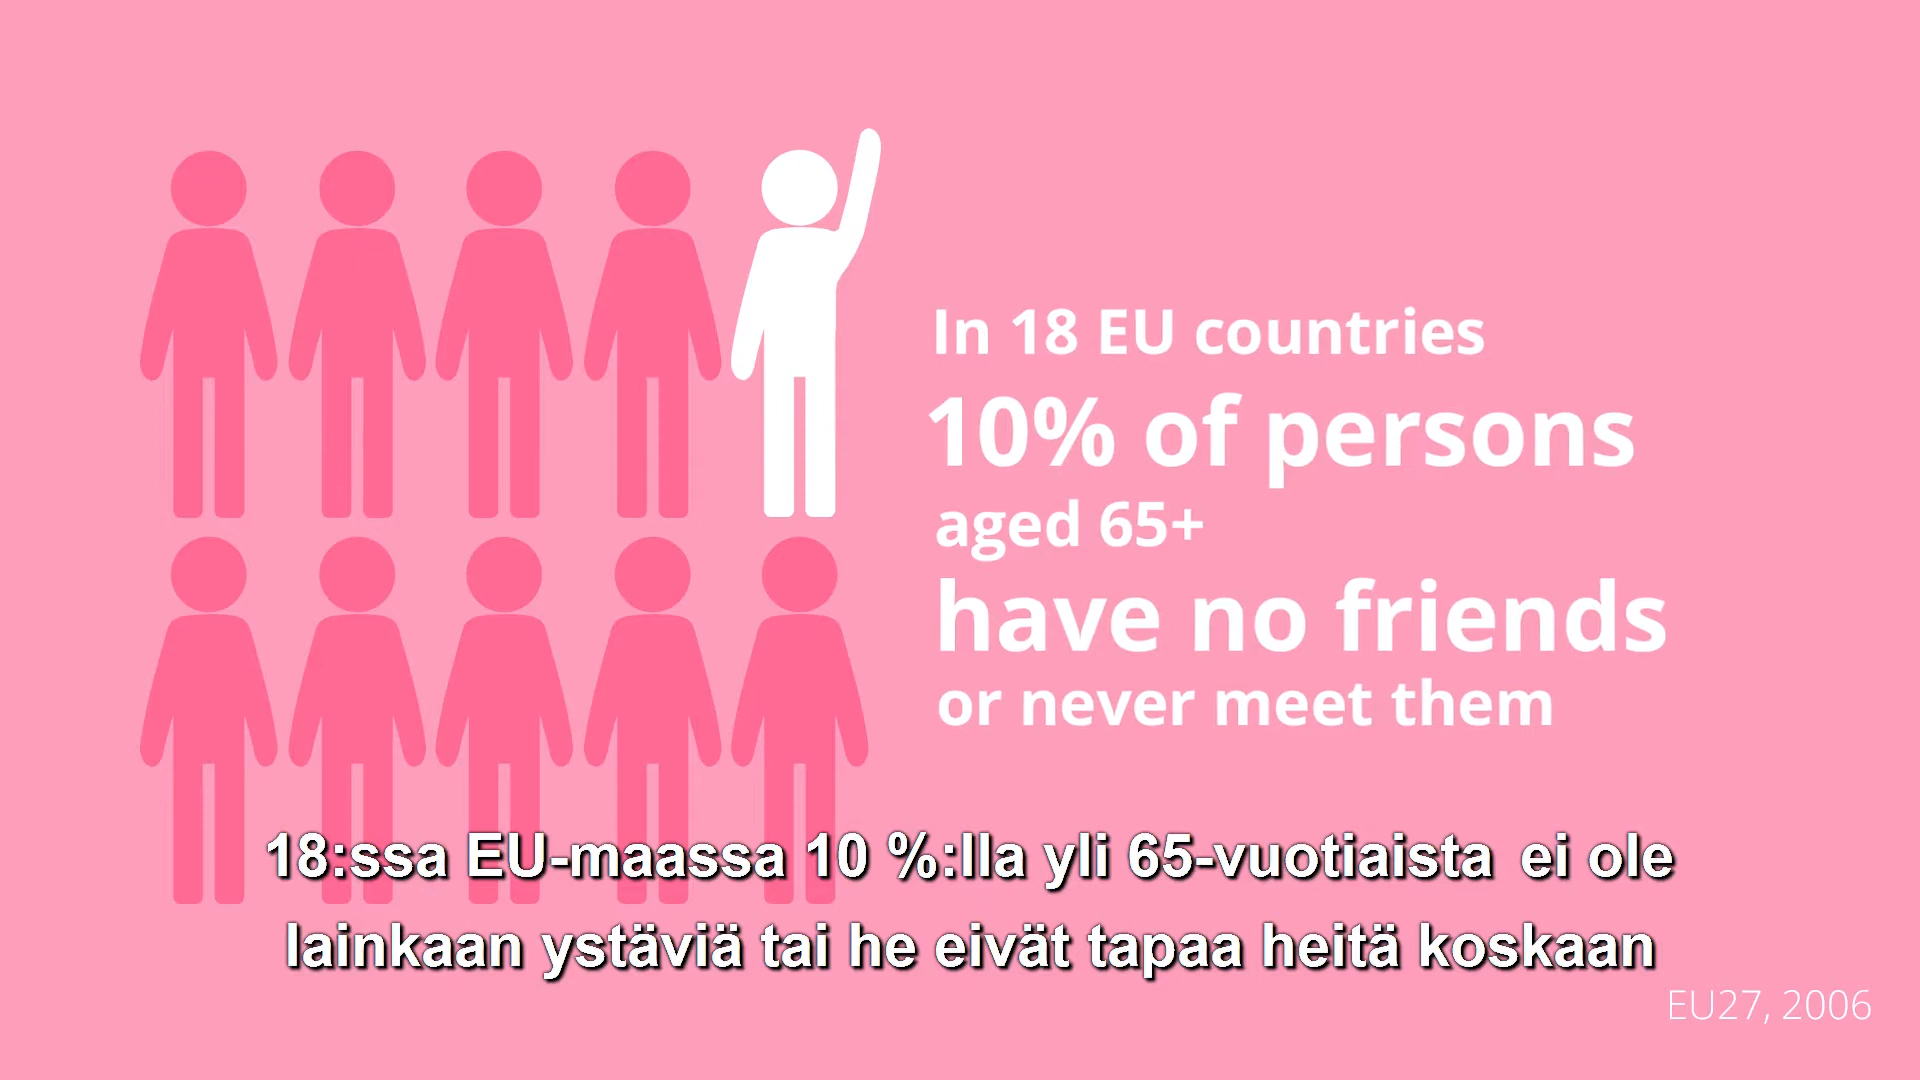 In 18 EU countries
10% of persons
aged 65+
have no friends
or never meet them
18:ssa EU-maassa 10 %:lla yli 65-vuotiaista ei ole
lainkaan ystäviä tai he eivät tapaa heitä koskaan
EU27, 2006